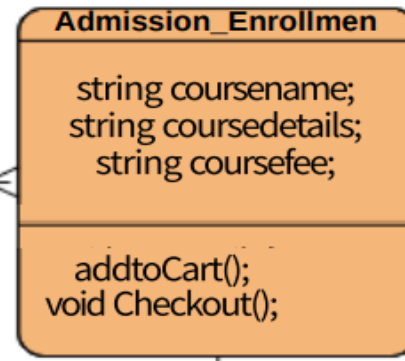 Admission_Enrollmen
string coursename;
string coursedetails;
string coursefee;
addtoCart();
void Checkout();